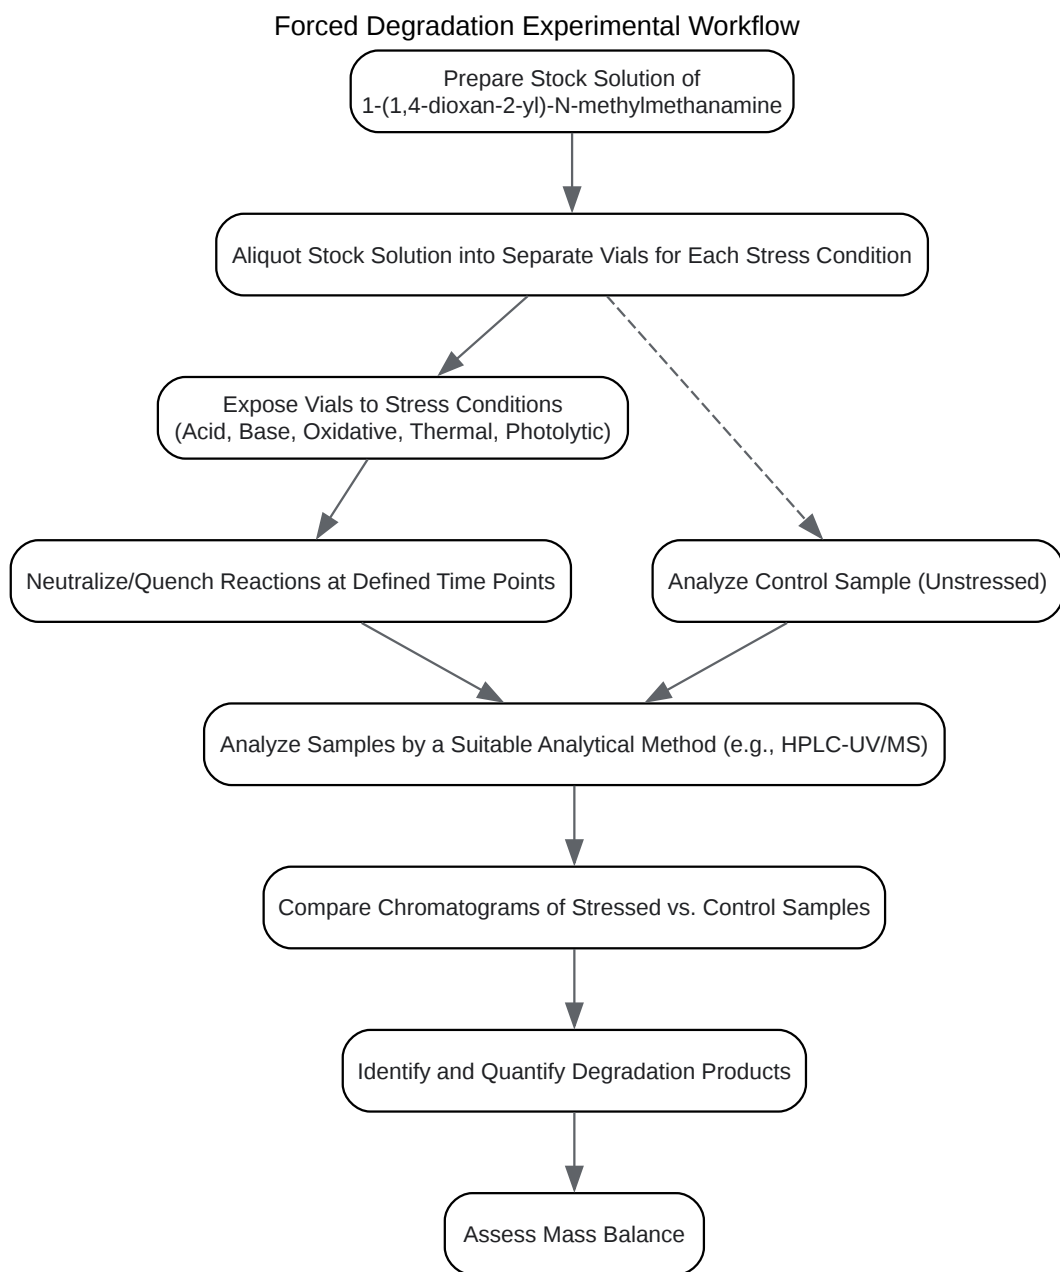 Forced Degradation Experimental Workflow
Prepare Stock Solution of
1-(1,4-dioxan-2-yl)-N-methylmethanamine
Aliquot Stock Solution into Separate Vials for Each Stress Condition
Expose Vials to Stress Conditions
(Acid, Base, Oxidative, Thermal, Photolytic)
Neutralize/Quench Reactions at Defined Time Points
Analyze Control Sample (Unstressed)
Analyze Samples by a Suitable Analytical Method (e.g., HPLC-UV/MS)
Compare Chromatograms of Stressed vs. Control Samples
Identify and Quantify Degradation Products
Assess Mass Balance